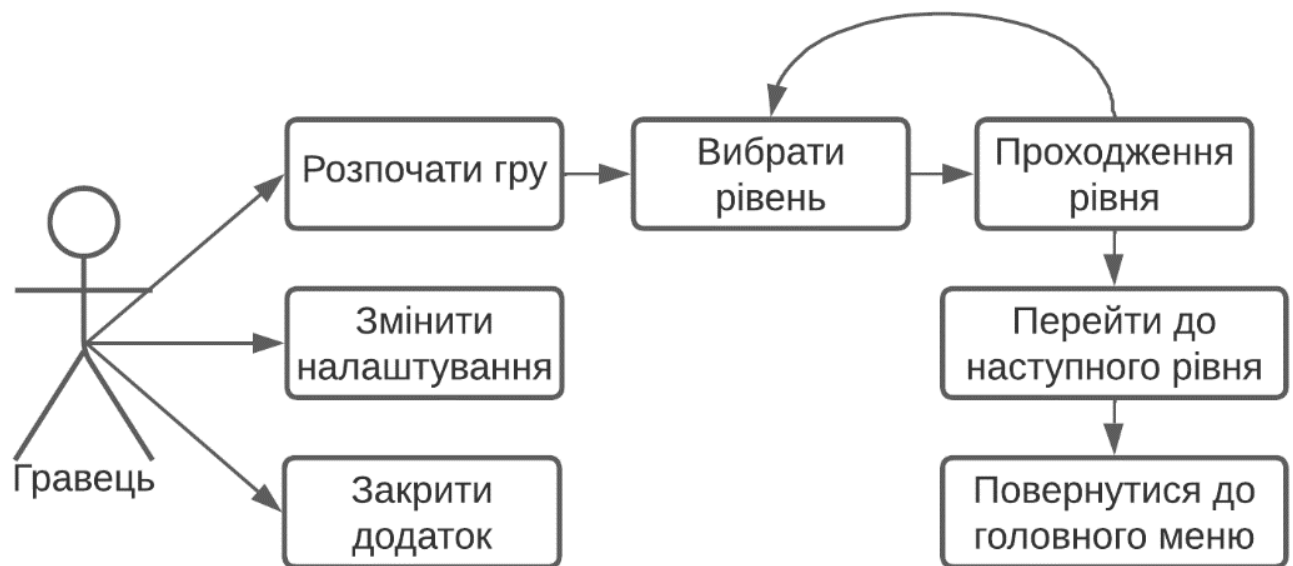 Розпочати гру
Вибрати
рівень
Проходження
рівня
Змінити
налаштування
Перейти до
наступного рівня
Гравець
Закрити
додаток
Повернутися до
головного меню